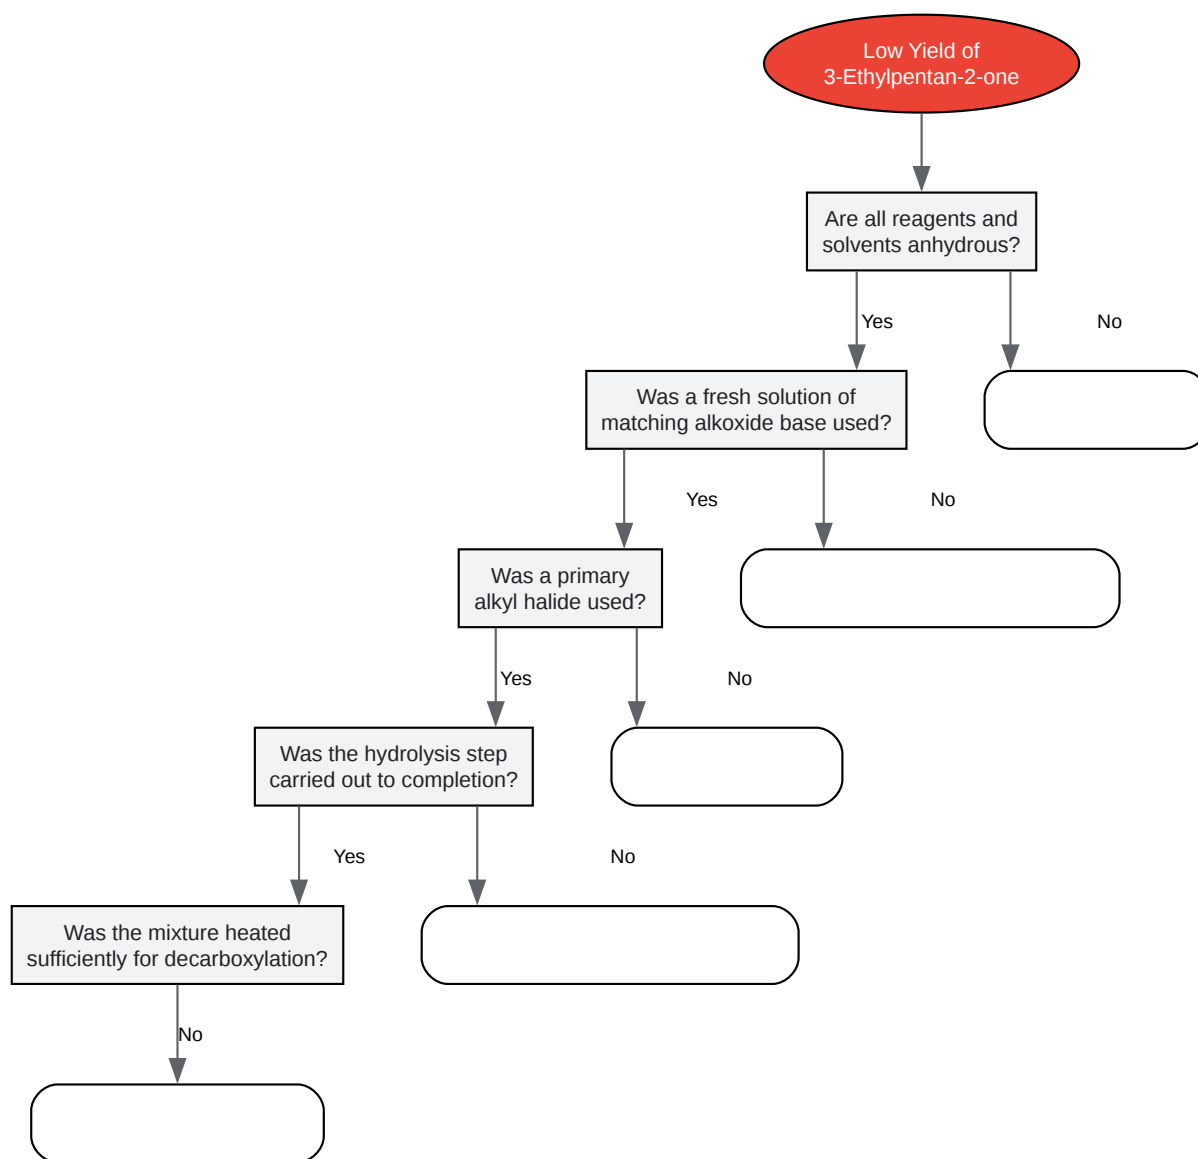 Low Yield of
3-Ethylpentan-2-one
Are all reagents and
solvents anhydrous?
Yes
No
Was a fresh solution of
matching alkoxide base used?
Yes
No
Was a primary
alkyl halide used?
Yes
No
Was the hydrolysis step
carried out to completion?
Yes
No
Was the mixture heated
sufficiently for decarboxylation?
No